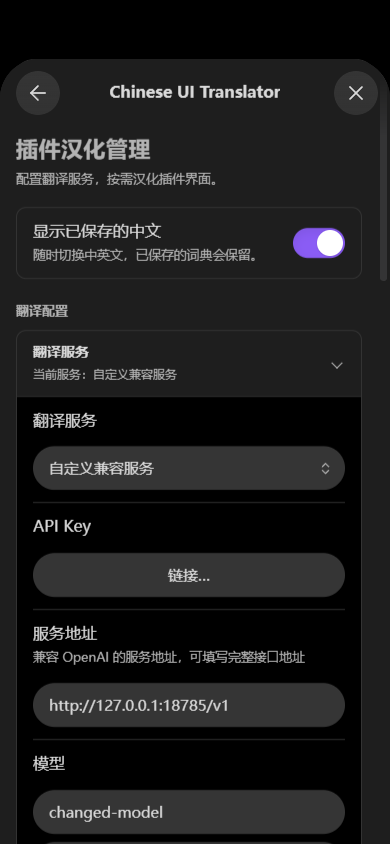 Chinese UI Translator
插件汉化管理
配置翻译服务，按需汉化插件界面。
显示已保存的中文
随时切换中英文，已保存的词典会保留。
翻译配置
翻译服务
当前服务：自定义兼容服务
翻译服务
自定义兼容服务
API Key
链接...
服务地址
兼容 OpenAI 的服务地址，可填写完整接口地址
http://127.0.0.1:18785/v1
模型
changed-model